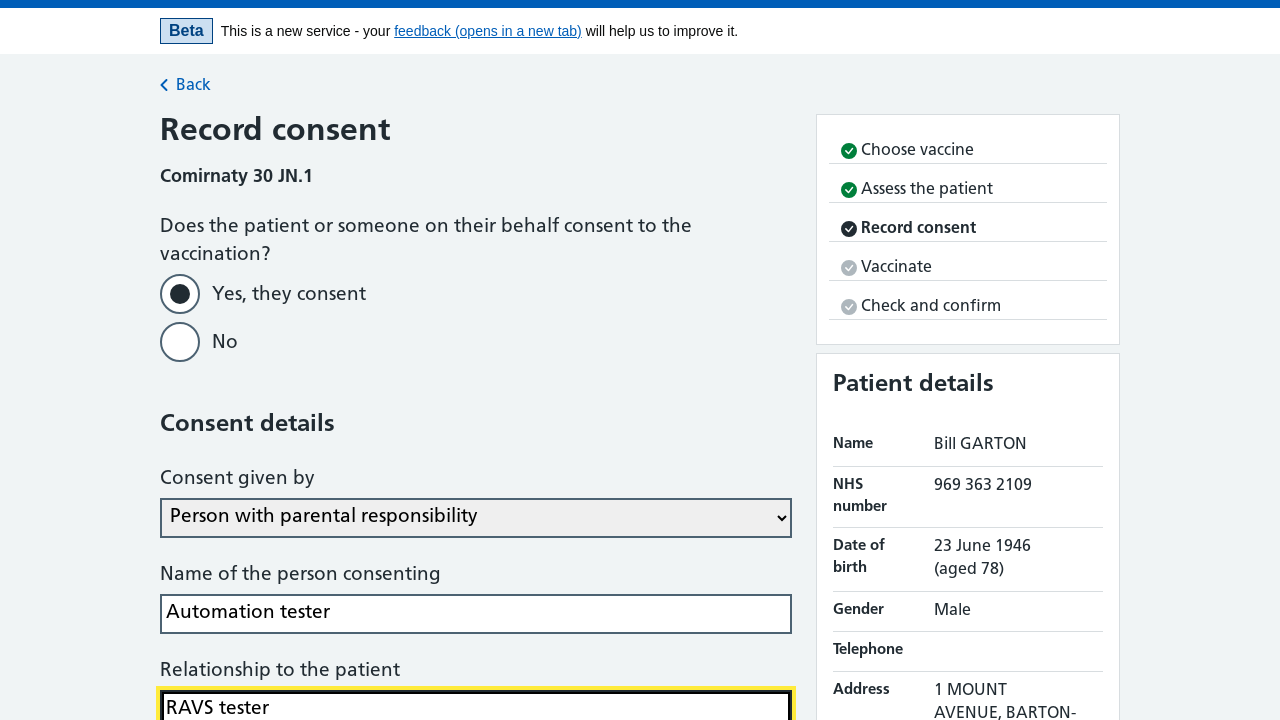 Beta This is a new service - your feedback (opens in a new tab) will help us to improve it.
Back
Record consent
Comirnaty 30 JN.1
Does the patient or someone on their behalf consent to the
vaccination?
Yes, they consent
No
Consent details
Consent given by
Person with parental responsibility
Name of the person consenting
Automation tester
Relationship to the patient
RAVS tester
Choose vaccine
Assess the patient
Record consent
Vaccinate
Check and confirm
Patient details
Name Bill GARTON
NHS 969 363 2109
number
Date of 23 June 1946
birth (aged 78)
Gender Male
Telephone
Address 1 MOUNT
AVENUE, BARTON-